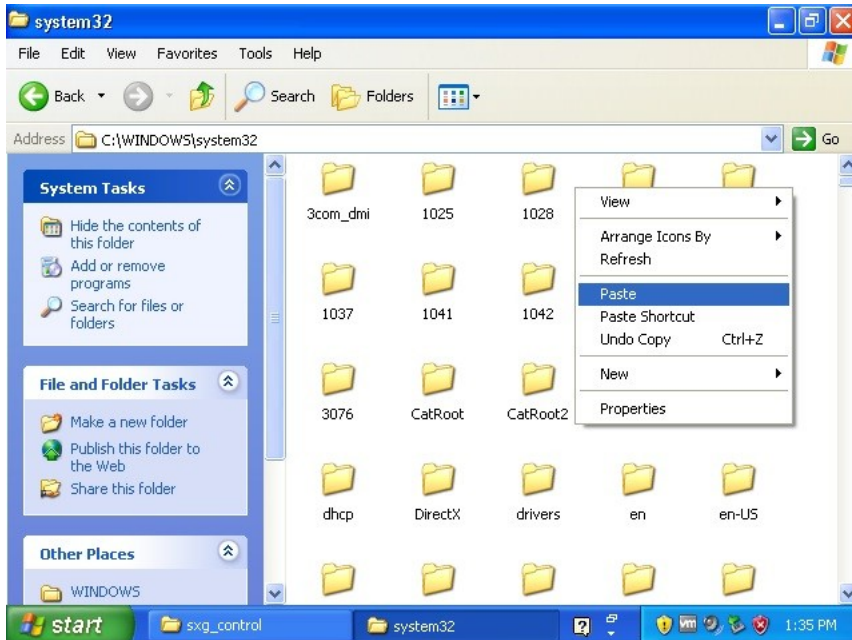 system32
File Edit View Favorites Tools Help
Back Search Folders
Address C:\WINDOWS\system32 Go
System Tasks
Hide the contents of
this folder
Add or remove
programs
Search for files or
folders
File and Folder Tasks
Make a new folder
Publish this folder to
the Web
Share this folder
Other Places
WINDOWS
3com_dmi 1025 1028
1037 1041 1042
3076 CatRoot CatRoot2
dhcp DirectX drivers en en-US
View
Arrange Icons By
Refresh
Paste
Paste Shortcut
Undo Copy Ctrl+Z
New
Properties
start sxg_control system32 1:35 PM